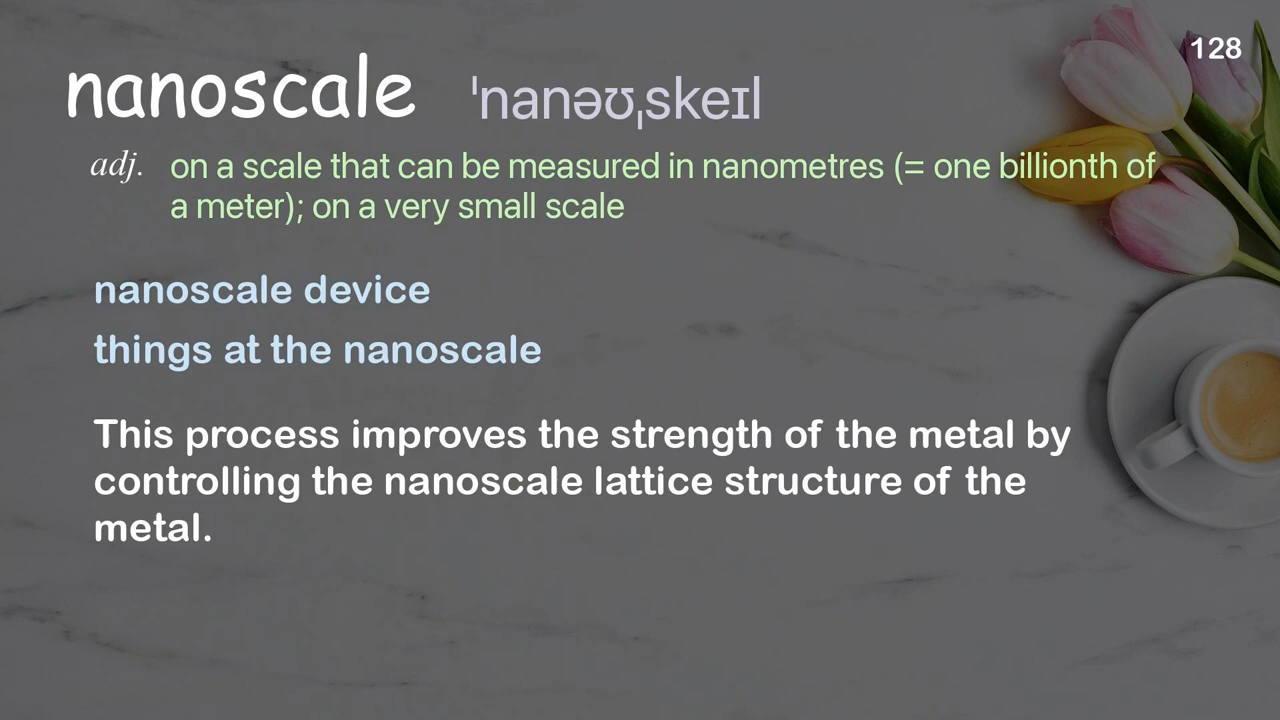 128
nanoscale ˈnanəʊˌskeɪl
adj. on a scale that can be measured in nanometres (= one billionth of
a meter); on a very small scale
nanoscale device
things at the nanoscale
This process improves the strength of the metal by
controlling the nanoscale lattice structure of the
metal.